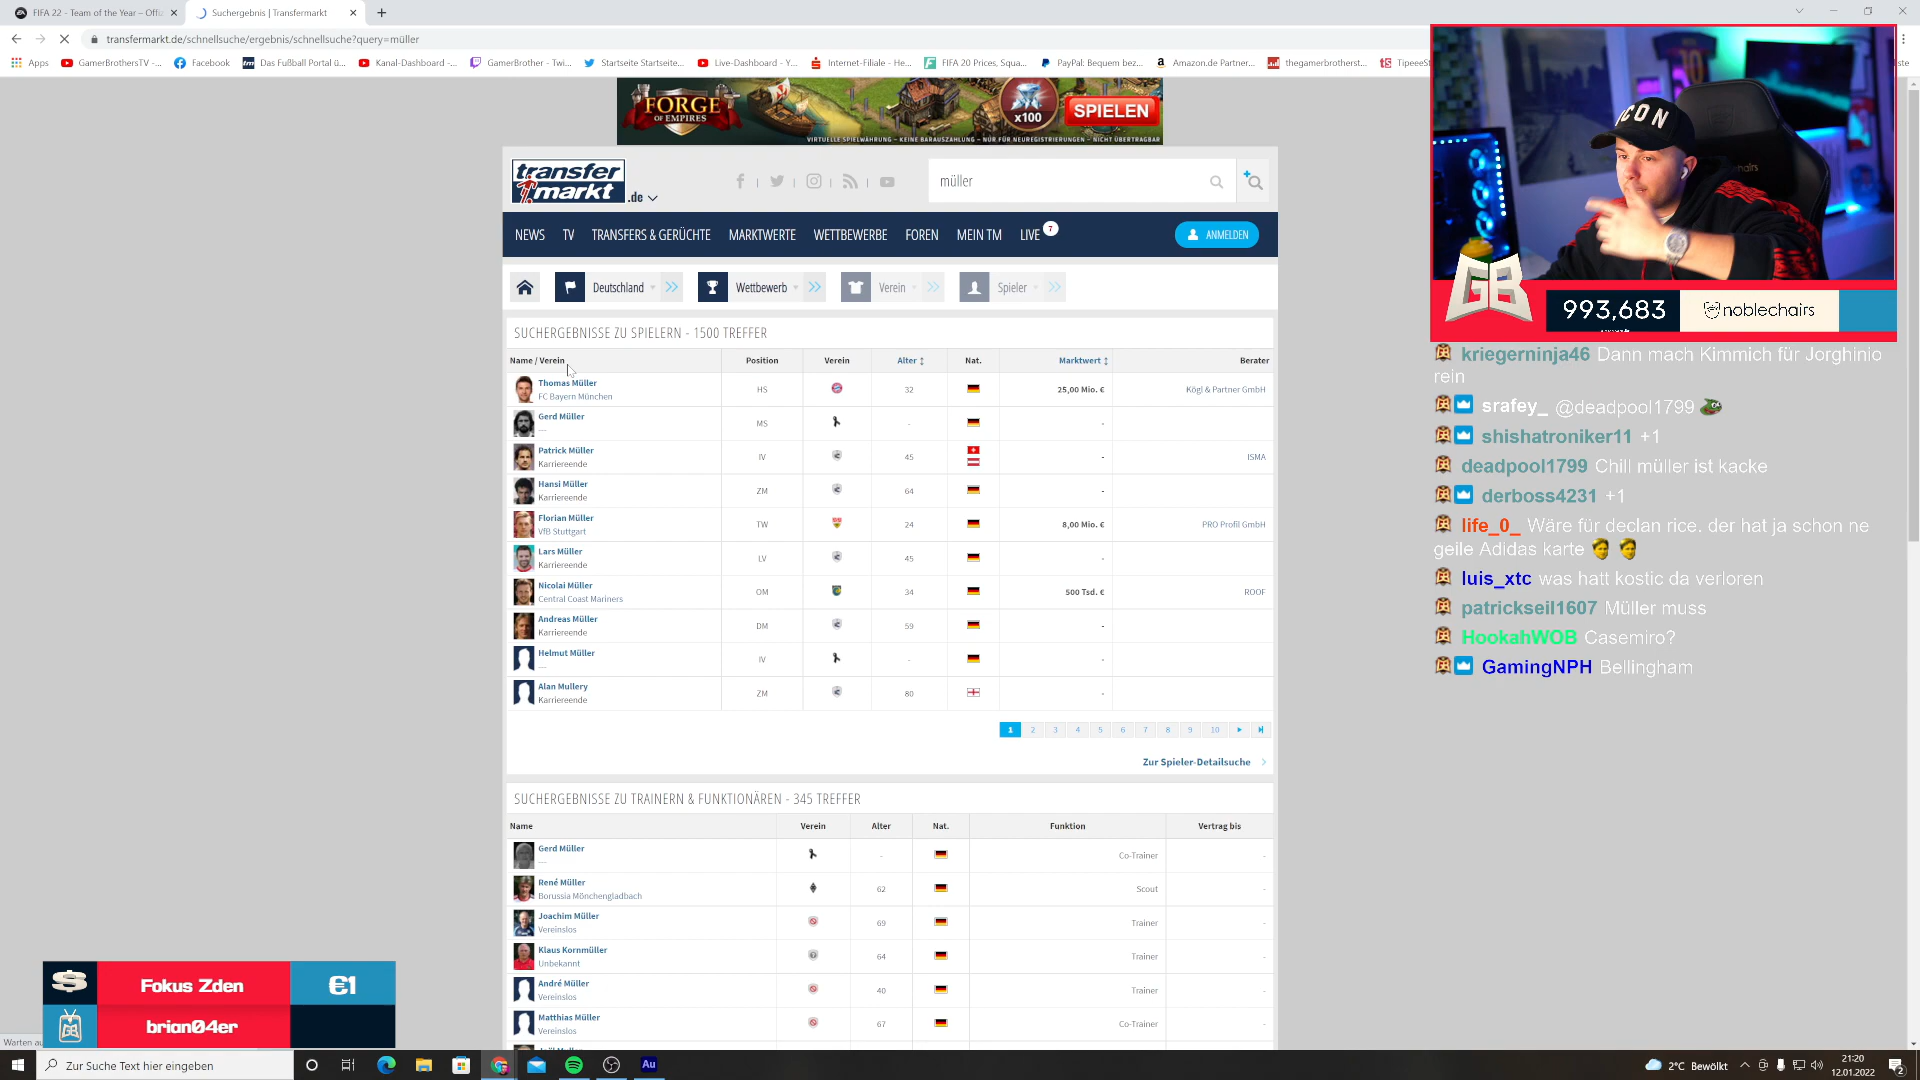 FIFA 22 - Team of the Year – Offiz
Suchergebnis | Transfermarkt
transfermarkt.de/schnellsuche/ergebnis/schnellsuche?query=müller
Apps
GamerBrothersTV -...
Facebook
Das Fußball Portal ü...
Kanal-Dashboard -...
GamerBrother - Twi...
Startseite Startseite...
Live-Dashboard - Y...
Internet-Filiale - He...
FIFA 20 Prices, Squa...
PayPal: Bequem bez...
Amazon.de Partner...
thegamerbrotherst...
TipeeeSt
FORGE OF EMPIRES
x100
SPIELEN
VIRTUELLE SPIELWÄHRUNG – KEINE BARAUSZAHLUNG – NUR FÜR NEUREGISTRIERUNGEN – NICHT ÜBERTRAGBAR
transfer markt .de
müller
NEWS TV TRANSFERS & GERÜCHTE MARKTWERTE WETTBEWERBE FOREN MEIN TM LIVE 7 ANMELDEN
Deutschland Wettbewerb Verein Spieler
SUCHERGEBNISSE ZU SPIELERN - 1500 TREFFER
Name / Verein Position Verein Alter Nat. Marktwert Berater
Thomas Müller
FC Bayern München HS 32 25,00 Mio. € Kögl & Partner GmbH
Gerd Müller
--- MS - -
Patrick Müller
Karriereende IV 45 - ISMA
Hansi Müller
Karriereende ZM 64 -
Florian Müller
VfB Stuttgart TW 24 8,00 Mio. € PRO Profil GmbH
Lars Müller
Karriereende LV 45 -
Nicolai Müller
Central Coast Mariners OM 34 500 Tsd. € ROOF
Andreas Müller
Karriereende DM 59 -
Helmut Müller
--- IV - -
Alan Mullery
Karriereende ZM 80 -
1 2 3 4 5 6 7 8 9 10
Zur Spieler-Detailsuche
SUCHERGEBNISSE ZU TRAINERN & FUNKTIONÄREN - 345 TREFFER
Name Verein Alter Nat. Funktion Vertrag bis
Gerd Müller
--- - Co-Trainer -
René Müller
Borussia Mönchengladbach 62 Scout -
Joachim Müller
Vereinslos 69 Trainer -
Klaus Kornmüller
Unbekannt 64 Trainer -
André Müller
Vereinslos 40 Trainer -
Matthias Müller
Vereinslos 67 Co-Trainer -
ICON
GB
993,683
noblechairs
kriegerninja46 Dann mach Kimmich für Jorghinio
rein
srafey_ @deadpool1799
shishatroniker11 +1
deadpool1799 Chill müller ist kacke
derboss4231 +1
life_0_ Wäre für declan rice. der hat ja schon ne
geile Adidas karte
luis_xtc was hatt kostic da verloren
patrickseil1607 Müller muss
HookahWOB Casemiro?
GamingNPH Bellingham
Fokus Zden €1
brian04er
Warten au
Zur Suche Text hier eingeben
Au
2°C Bewölkt
21:20
12.01.2022
2